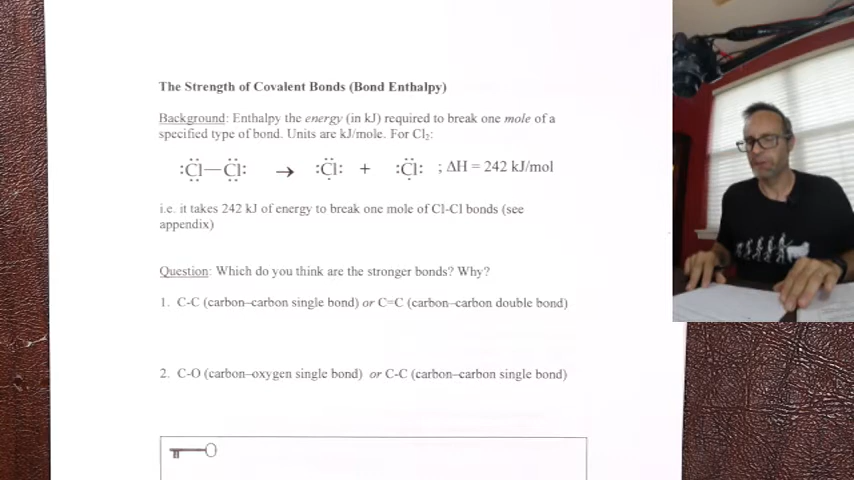 The Strength of Covalent Bonds (Bond Enthalpy)
Background: Enthalpy the energy (in kJ) required to break one mole of a
specified type of bond. Units are kJ/mole. For Cl₂:
:Cl—Cl: → :Cl: + :Cl: ; ΔH = 242 kJ/mol
i.e. it takes 242 kJ of energy to break one mole of Cl-Cl bonds (see
appendix)
Question: Which do you think are the stronger bonds? Why?
1. C-C (carbon–carbon single bond) or C=C (carbon–carbon double bond)
2. C-O (carbon–oxygen single bond) or C-C (carbon–carbon single bond)